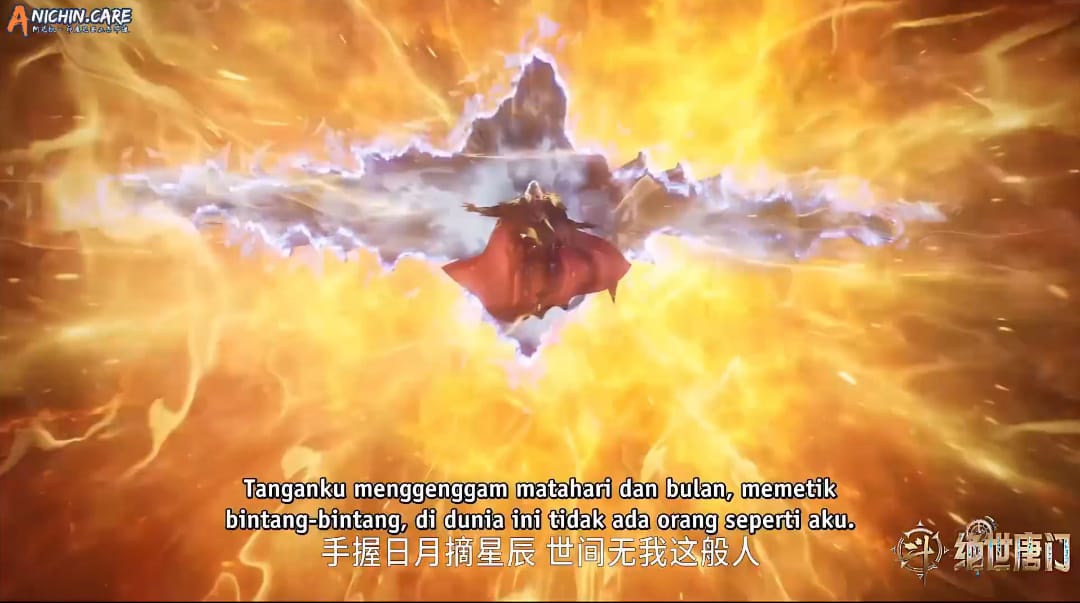 ANICHIN.CARE
Tanganku menggenggam matahari dan bulan, memetik
bintang-bintang, di dunia ini tidak ada orang seperti aku.
手握日月摘星辰 世间无我这般人
斗 绝世唐门